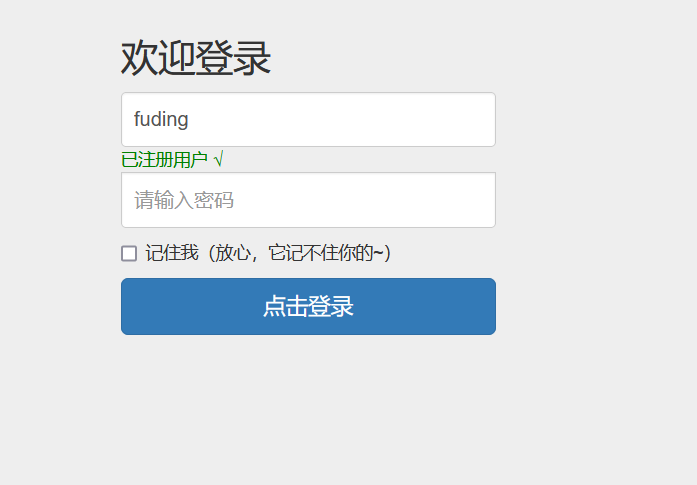 欢迎登录
fuding
已注册用户 √
请输入密码
记住我（放心，它记不住你的~）
点击登录